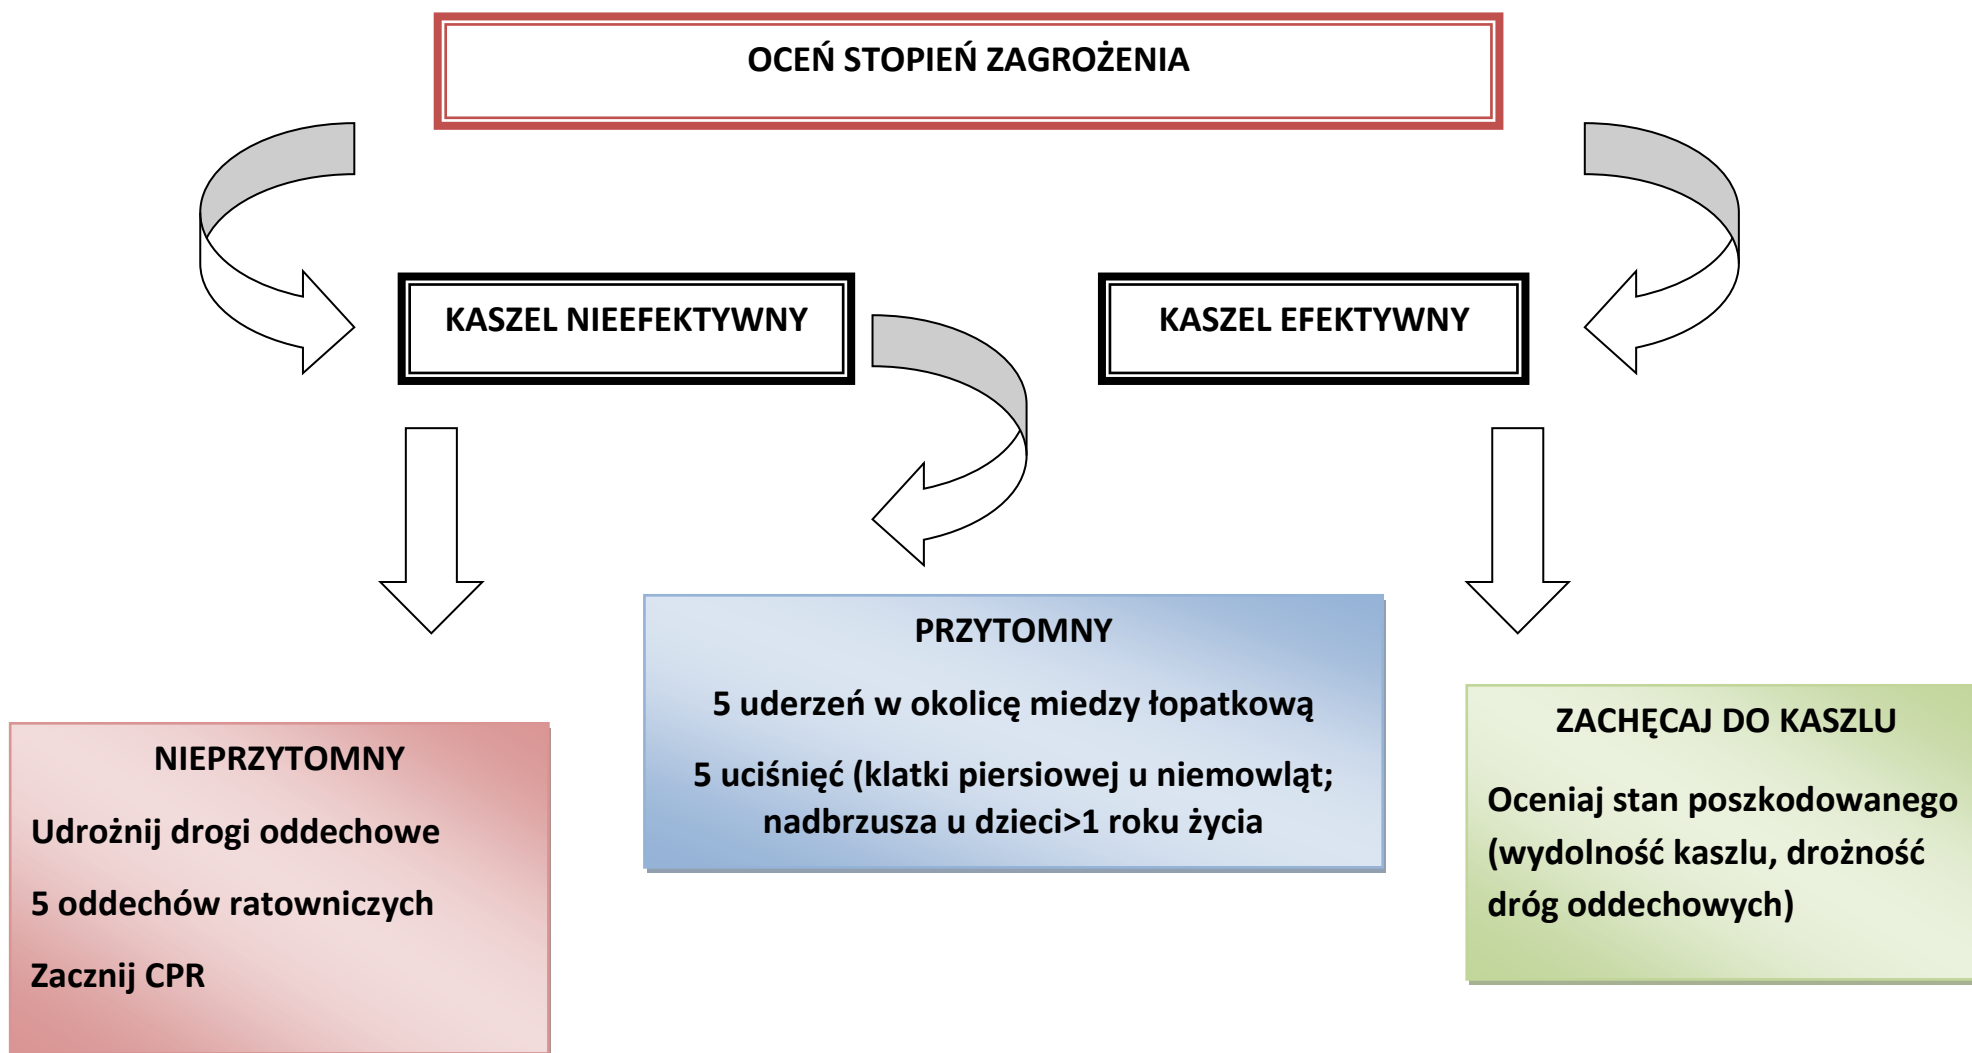 OCEŃ STOPIEŃ ZAGROŻENIA
KASZEL NIEEFEKTYWNY
KASZEL EFEKTYWNY
NIEPRZYTOMNY
Udrożnij drogi oddechowe
5 oddechów ratowniczych
Zacznij CPR
PRZYTOMNY
5 uderzeń w okolicę miedzy łopatkową
5 uciśnięć (klatki piersiowej u niemowląt;
nadbrzusza u dzieci>1 roku życia
ZACHĘCAJ DO KASZLU
Oceniaj stan poszkodowanego
(wydolność kaszlu, drożność
dróg oddechowych)